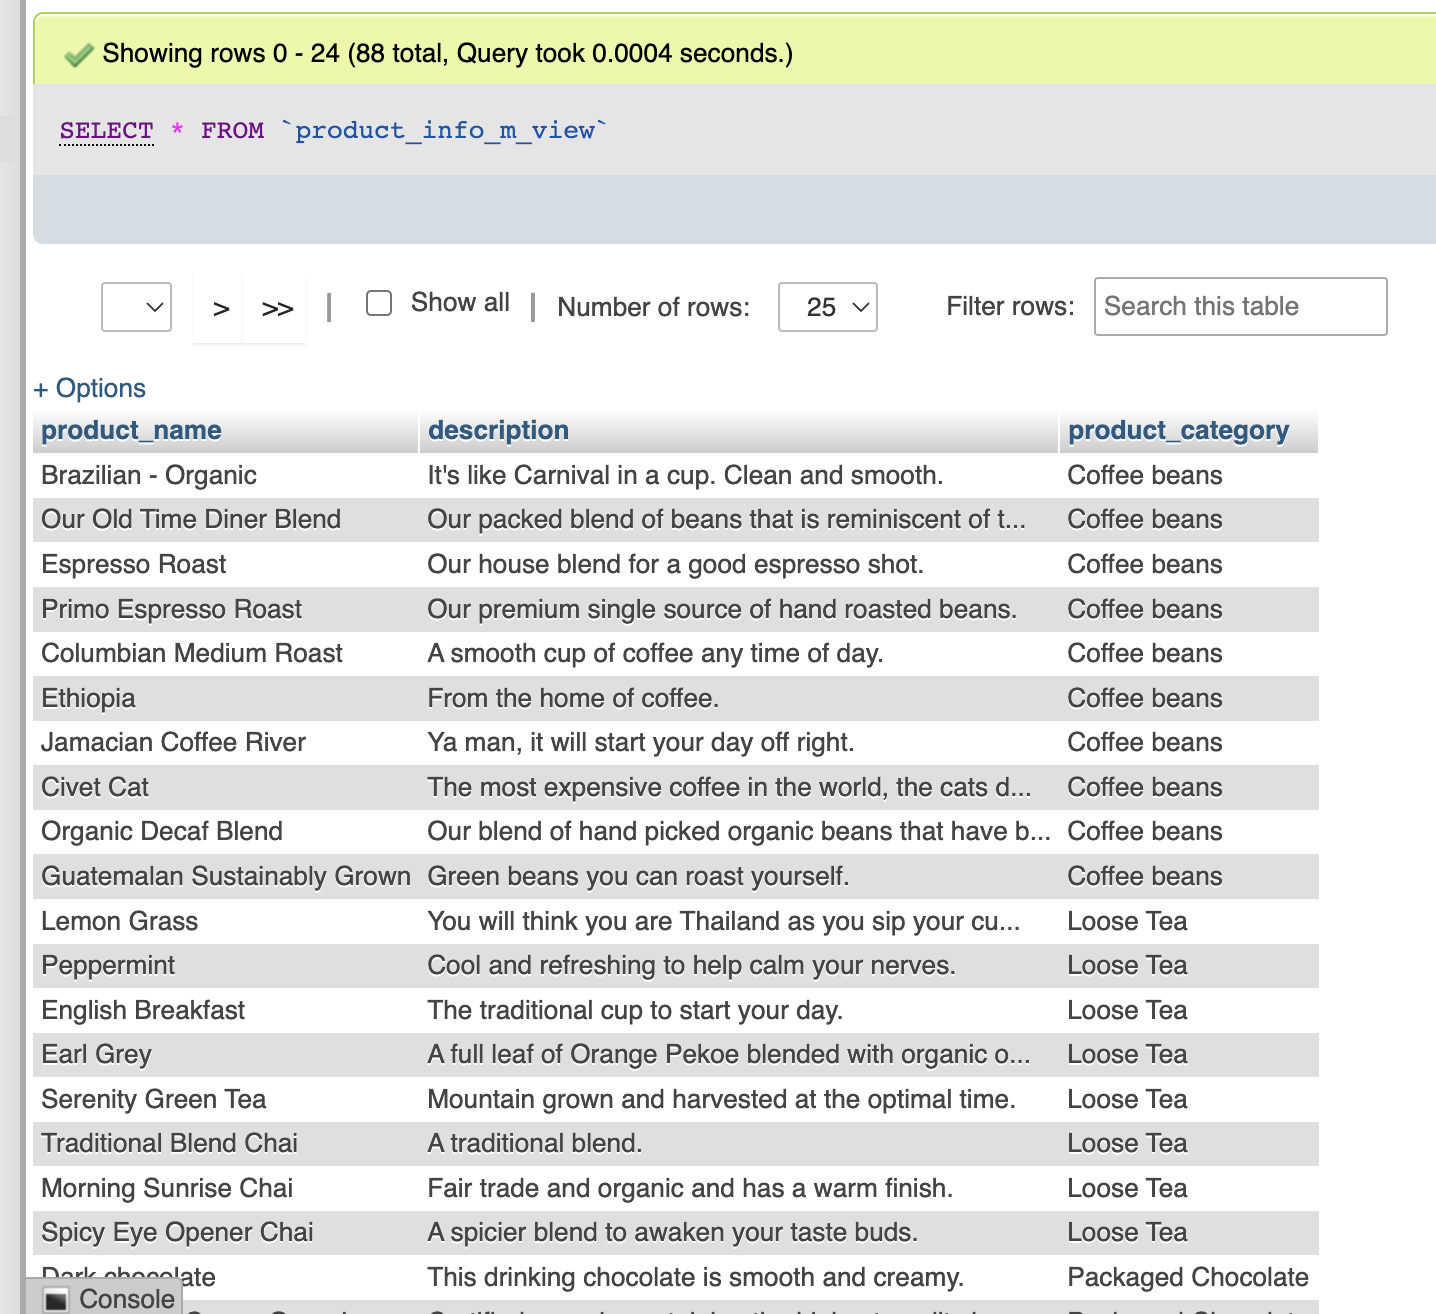 Showing rows 0 - 24 (88 total, Query took 0.0004 seconds.)
SELECT * FROM `product_info_m_view`
> >> | Show all | Number of rows: 25 Filter rows: Search this table
+ Options
product_name description product_category
Brazilian - Organic It's like Carnival in a cup. Clean and smooth. Coffee beans
Our Old Time Diner Blend Our packed blend of beans that is reminiscent of t... Coffee beans
Espresso Roast Our house blend for a good espresso shot. Coffee beans
Primo Espresso Roast Our premium single source of hand roasted beans. Coffee beans
Columbian Medium Roast A smooth cup of coffee any time of day. Coffee beans
Ethiopia From the home of coffee. Coffee beans
Jamacian Coffee River Ya man, it will start your day off right. Coffee beans
Civet Cat The most expensive coffee in the world, the cats d... Coffee beans
Organic Decaf Blend Our blend of hand picked organic beans that have b... Coffee beans
Guatemalan Sustainably Grown Green beans you can roast yourself. Coffee beans
Lemon Grass You will think you are Thailand as you sip your cu... Loose Tea
Peppermint Cool and refreshing to help calm your nerves. Loose Tea
English Breakfast The traditional cup to start your day. Loose Tea
Earl Grey A full leaf of Orange Pekoe blended with organic o... Loose Tea
Serenity Green Tea Mountain grown and harvested at the optimal time. Loose Tea
Traditional Blend Chai A traditional blend. Loose Tea
Morning Sunrise Chai Fair trade and organic and has a warm finish. Loose Tea
Spicy Eye Opener Chai A spicier blend to awaken your taste buds. Loose Tea
Dark chocolate This drinking chocolate is smooth and creamy. Packaged Chocolate
Console